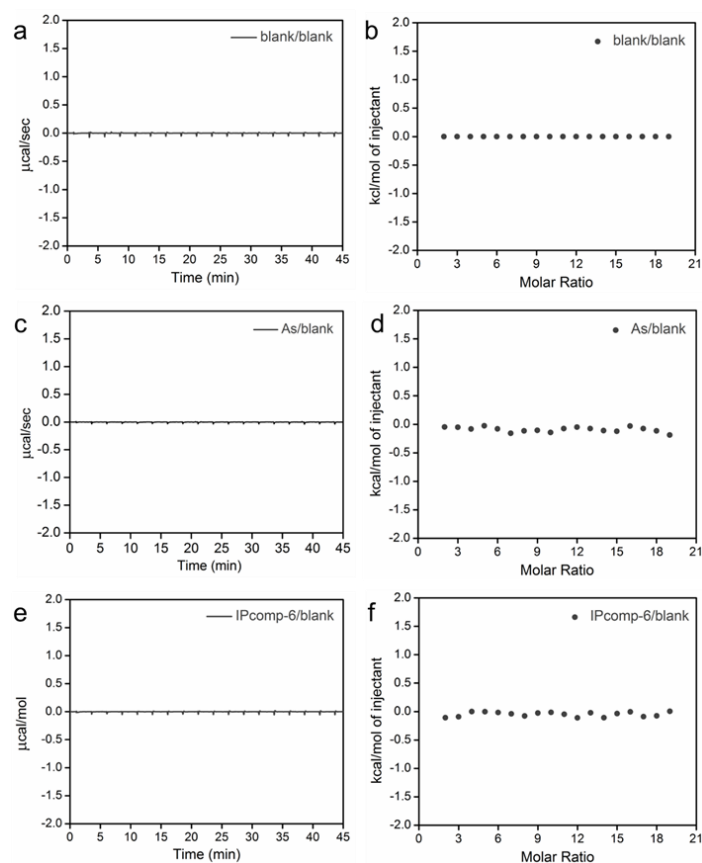 a
blank/blank
2.0
1.5
1.0
0.5
0.0
-0.5
-1.0
-1.5
-2.0
μcal/sec
0 5 10 15 20 25 30 35 40 45
Time (min)
b
blank/blank
2.0
1.5
1.0
0.5
0.0
-0.5
-1.0
-1.5
-2.0
kcl/mol of injectant
0 3 6 9 12 15 18 21
Molar Ratio
c
As/blank
2.0
1.5
1.0
0.5
0.0
-0.5
-1.0
-1.5
-2.0
μcal/sec
0 5 10 15 20 25 30 35 40 45
Time (min)
d
As/blank
2.0
1.5
1.0
0.5
0.0
-0.5
-1.0
-1.5
-2.0
kcal/mol of injectant
0 3 6 9 12 15 18 21
Molar Ratio
e
IPcomp-6/blank
2.0
1.5
1.0
0.5
0.0
-0.5
-1.0
-1.5
-2.0
μcal/mol
0 5 10 15 20 25 30 35 40 45
Time (min)
f
IPcomp-6/blank
2.0
1.5
1.0
0.5
0.0
-0.5
-1.0
-1.5
-2.0
kcal/mol of injectant
0 3 6 9 12 15 18 21
Molar Ratio